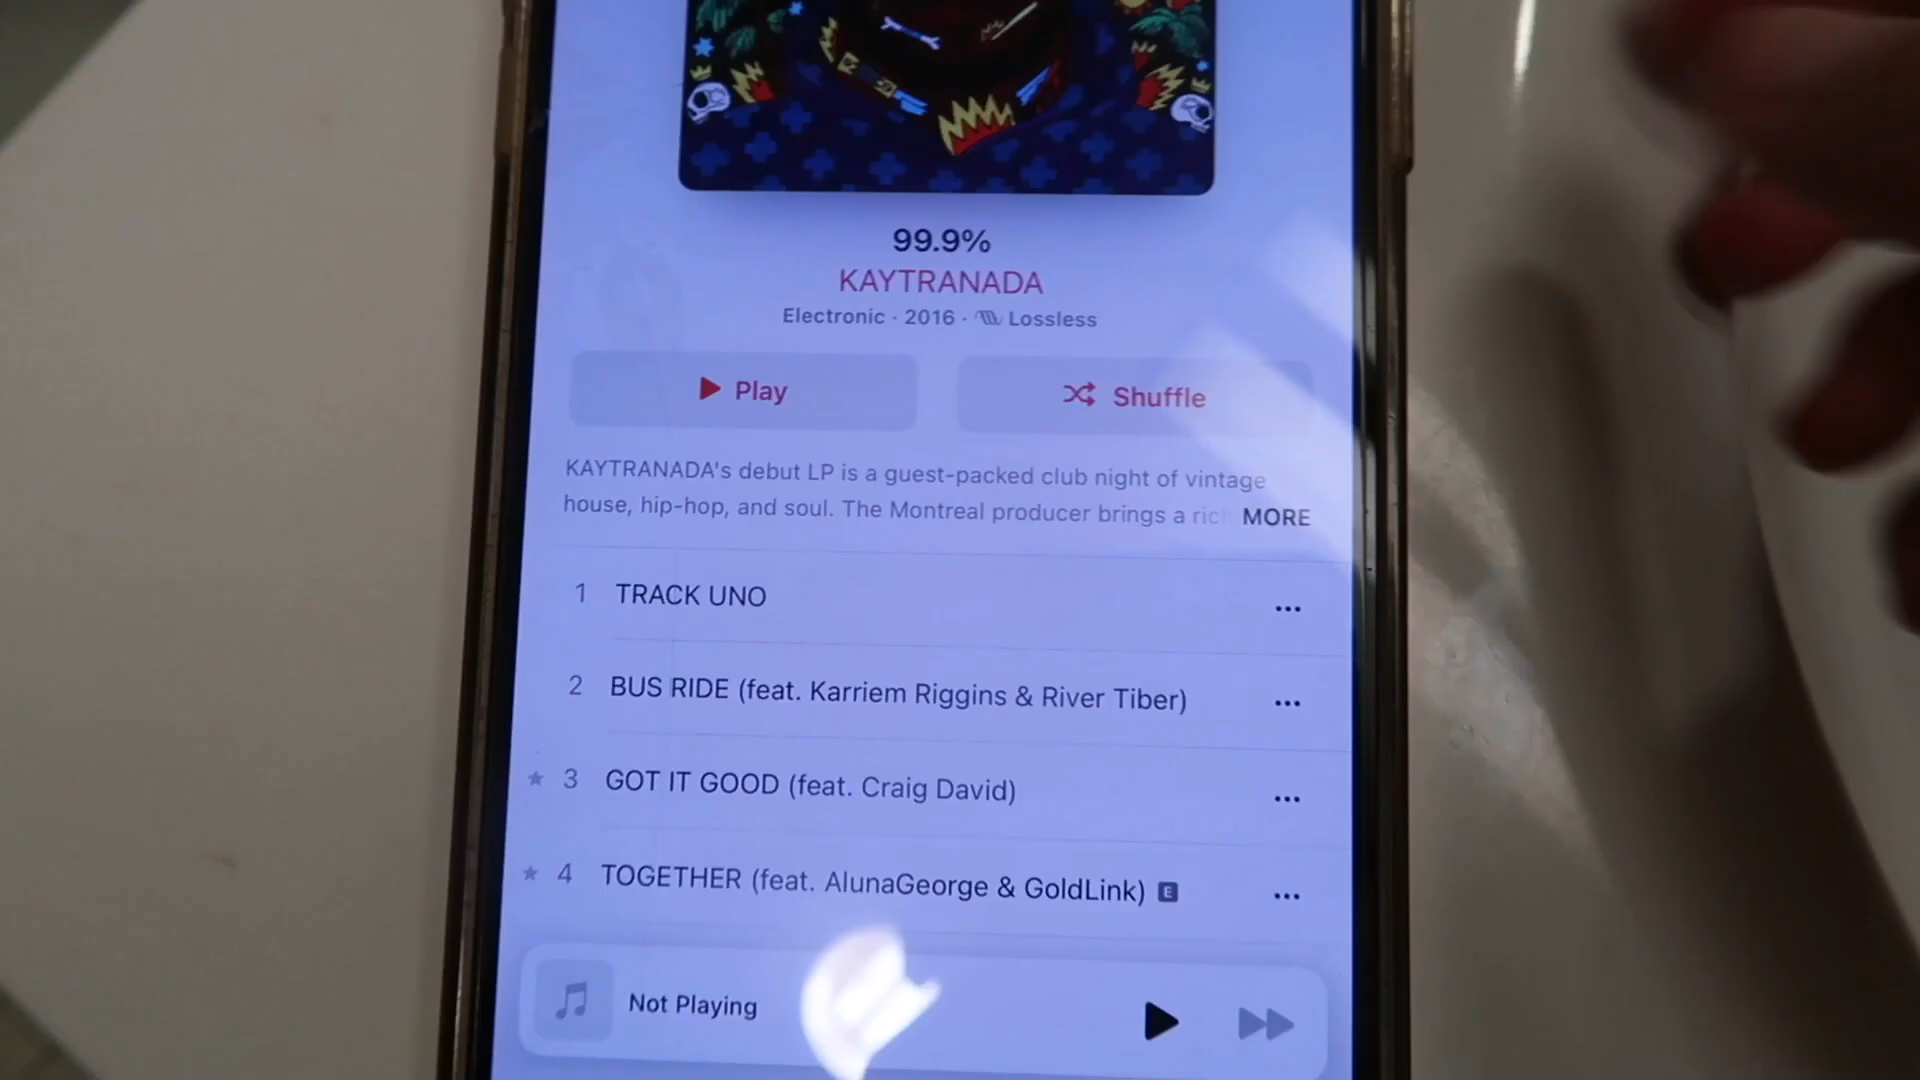 99.9%
KAYTRANADA
Electronic · 2016 · Lossless
Play
Shuffle
KAYTRANADA's debut LP is a guest-packed club night of vintage
house, hip-hop, and soul. The Montreal producer brings a rich MORE
1 TRACK UNO
2 BUS RIDE (feat. Karriem Riggins & River Tiber)
3 GOT IT GOOD (feat. Craig David)
4 TOGETHER (feat. AlunaGeorge & GoldLink) E
Not Playing